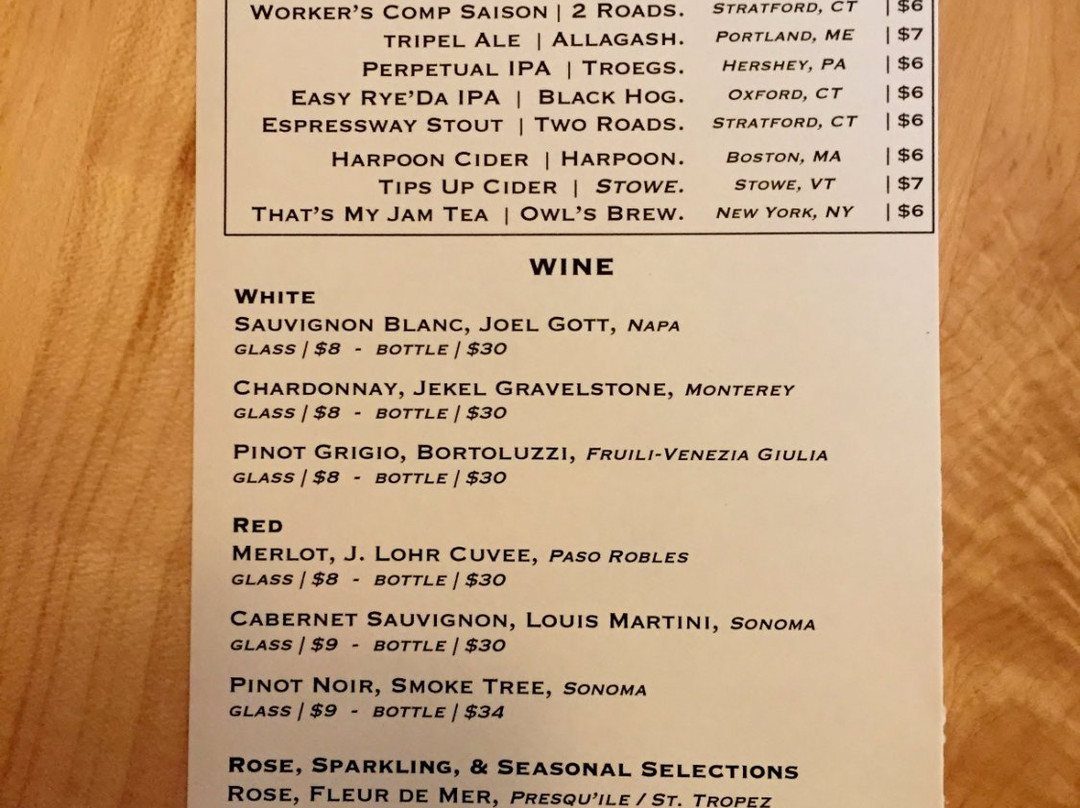 Worker's Comp Saison | 2 Roads. Stratford, CT | $6
Tripel Ale | Allagash. Portland, ME | $7
Perpetual IPA | Troegs. Hershey, PA | $6
Easy Rye'Da IPA | Black Hog. Oxford, CT | $6
Espressway Stout | Two Roads. Stratford, CT | $6
Harpoon Cider | Harpoon. Boston, MA | $6
Tips Up Cider | Stowe. Stowe, VT | $7
That's My Jam Tea | Owl's Brew. New York, NY | $6
WINE
White
Sauvignon Blanc, Joel Gott, Napa
glass | $8 - bottle | $30
Chardonnay, Jekel Gravelstone, Monterey
glass | $8 - bottle | $30
Pinot Grigio, Bortoluzzi, Fruili-Venezia Giulia
glass | $8 - bottle | $30
Red
Merlot, J. Lohr Cuvee, Paso Robles
glass | $8 - bottle | $30
Cabernet Sauvignon, Louis Martini, Sonoma
glass | $9 - bottle | $30
Pinot Noir, Smoke Tree, Sonoma
glass | $9 - bottle | $34
Rose, Sparkling, & Seasonal Selections
Rose, Fleur de Mer, Presqu'ile / St. Tropez